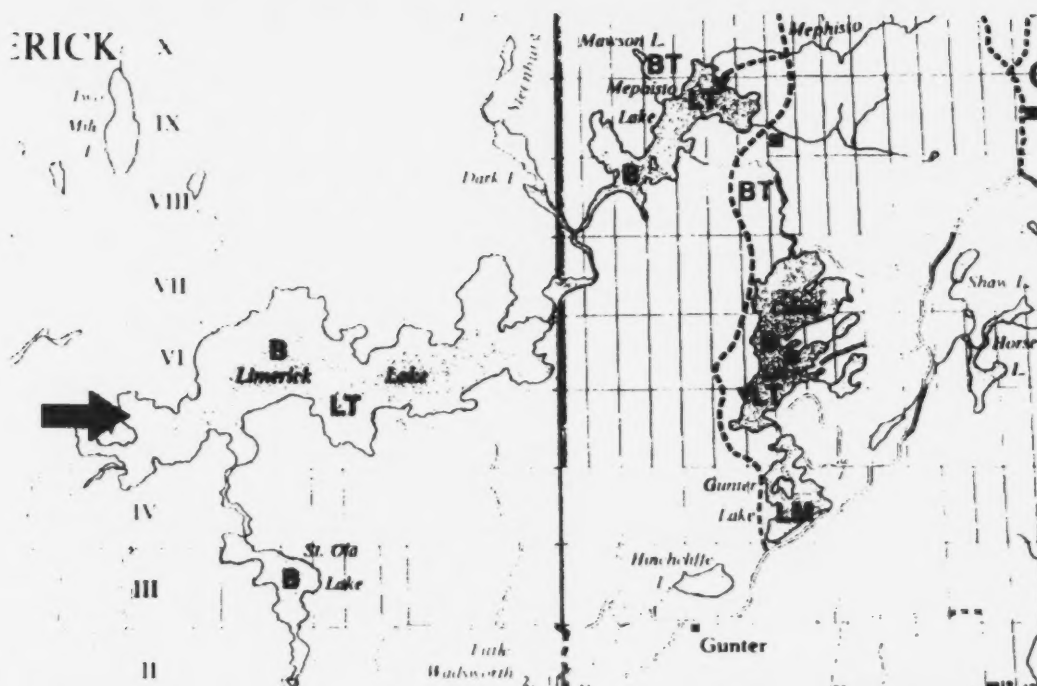 ERICK
X
IX
VIII
VII
VI
IV
III
II
Mawson L.
BT
Mephisto
Mephisto
LT
Lake
B
Dark L
BT
B
Limerick Lake
LT
LT
Shaw L.
Horse
L.
Gunter
Lake
LM
St. Ola
B
Lake
Hinchcliffe
L
Gunter
Wadsworth